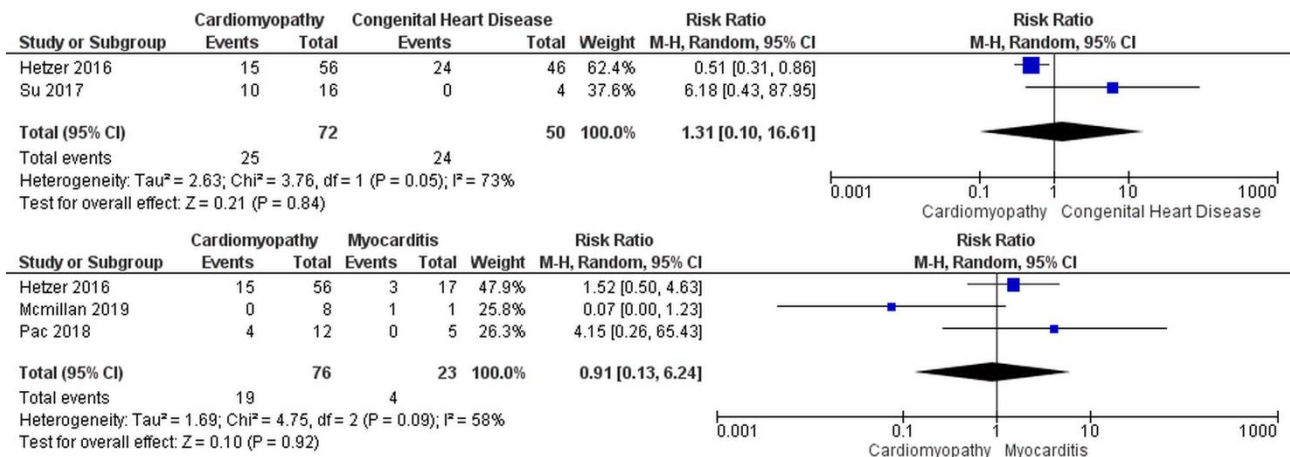 Cardiomyopathy Congenital Heart Disease Risk Ratio Risk Ratio
Study or Subgroup Events Total Events Total Weight M-H, Random, 95% CI M-H, Random, 95% CI
Hetzer 2016 15 56 24 46 62.4% 0.51 [0.31, 0.86]
Su 2017 10 16 0 4 37.6% 6.18 [0.43, 87.95]
Total (95% CI) 72 50 100.0% 1.31 [0.10, 16.61]
Total events 25 24
Heterogeneity: Tau² = 2.63; Chi² = 3.76, df = 1 (P = 0.05); I² = 73%
Test for overall effect: Z = 0.21 (P = 0.84)
0.001 0.1 1 10 1000
Cardiomyopathy Congenital Heart Disease
Cardiomyopathy Myocarditis Risk Ratio Risk Ratio
Study or Subgroup Events Total Events Total Weight M-H, Random, 95% CI M-H, Random, 95% CI
Hetzer 2016 15 56 3 17 47.9% 1.52 [0.50, 4.63]
Mcmillan 2019 0 8 1 1 25.8% 0.07 [0.00, 1.23]
Pac 2018 4 12 0 5 26.3% 4.15 [0.26, 65.43]
Total (95% CI) 76 23 100.0% 0.91 [0.13, 6.24]
Total events 19 4
Heterogeneity: Tau² = 1.69; Chi² = 4.75, df = 2 (P = 0.09); I² = 58%
Test for overall effect: Z = 0.10 (P = 0.92)
0.001 0.1 1 10 1000
Cardiomyopathy Myocarditis